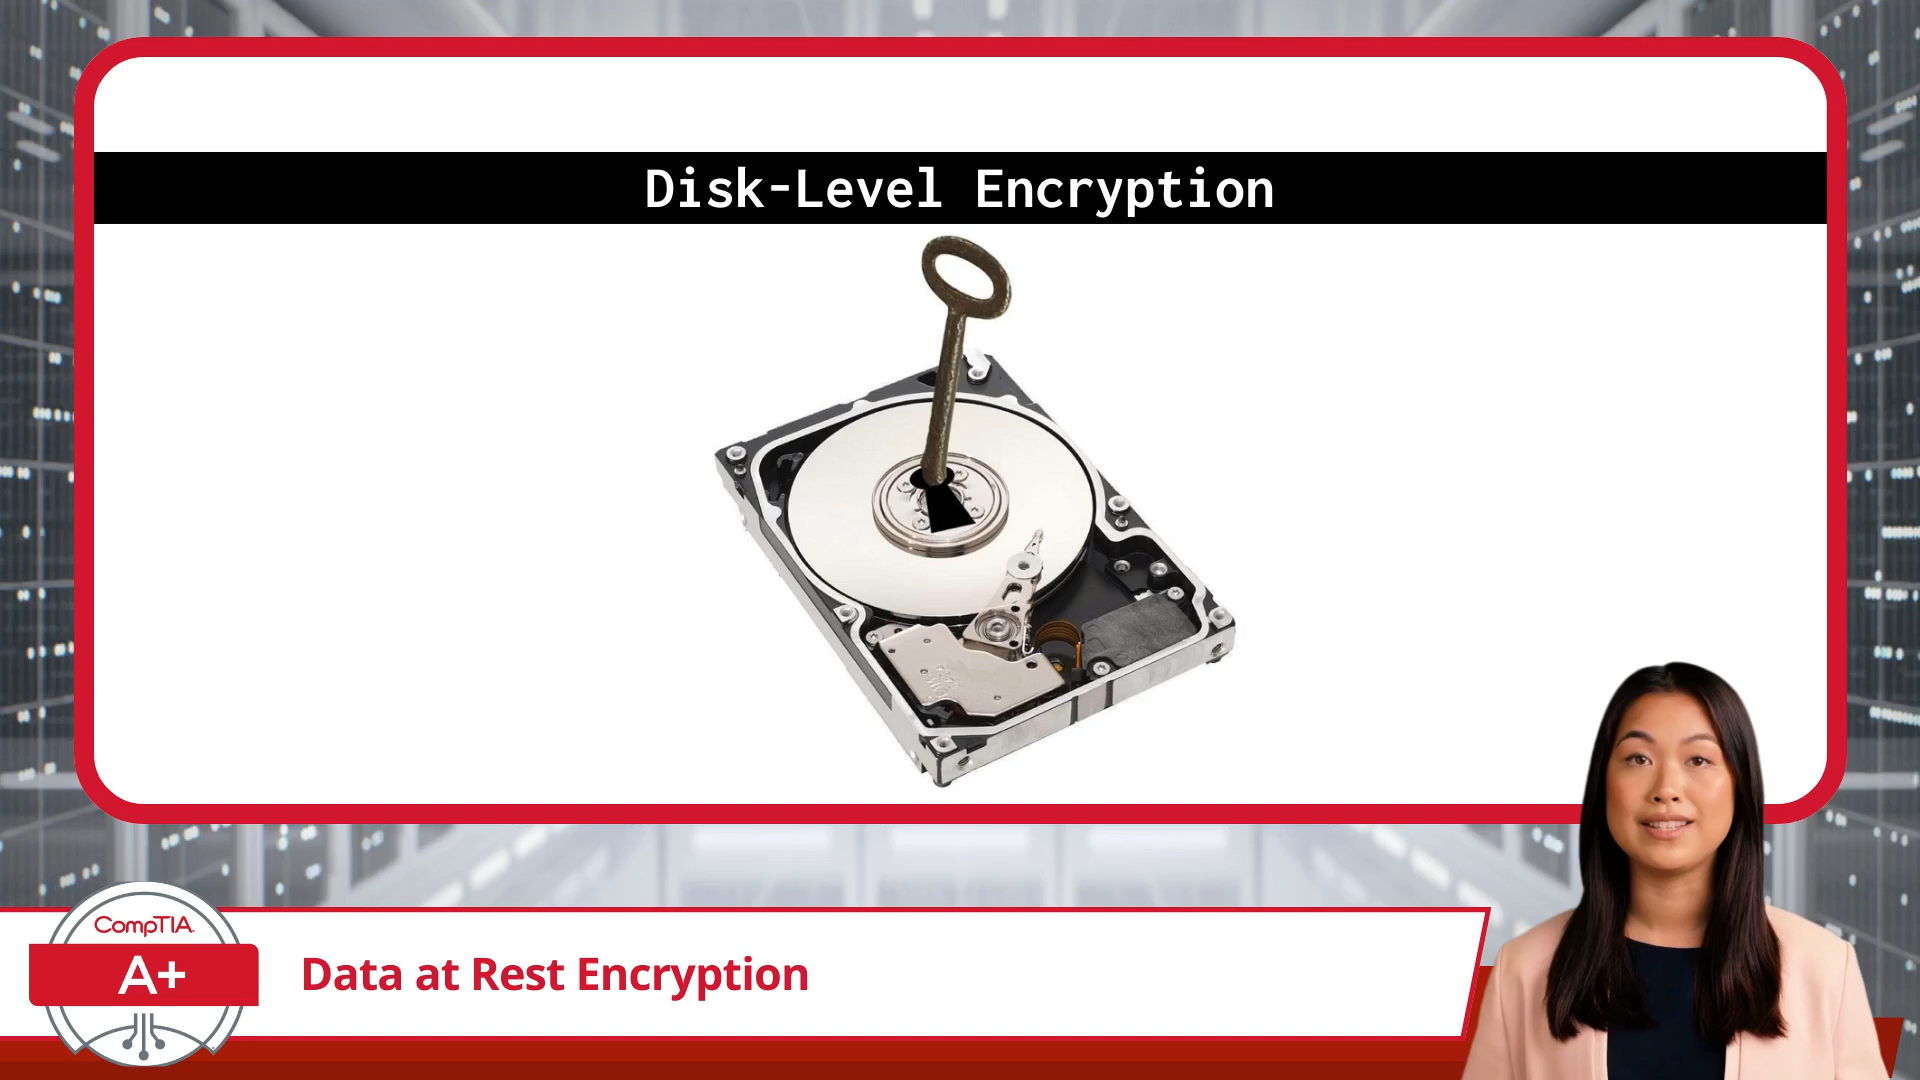 Disk-Level Encryption
CompTIA.
A+
Data at Rest Encryption